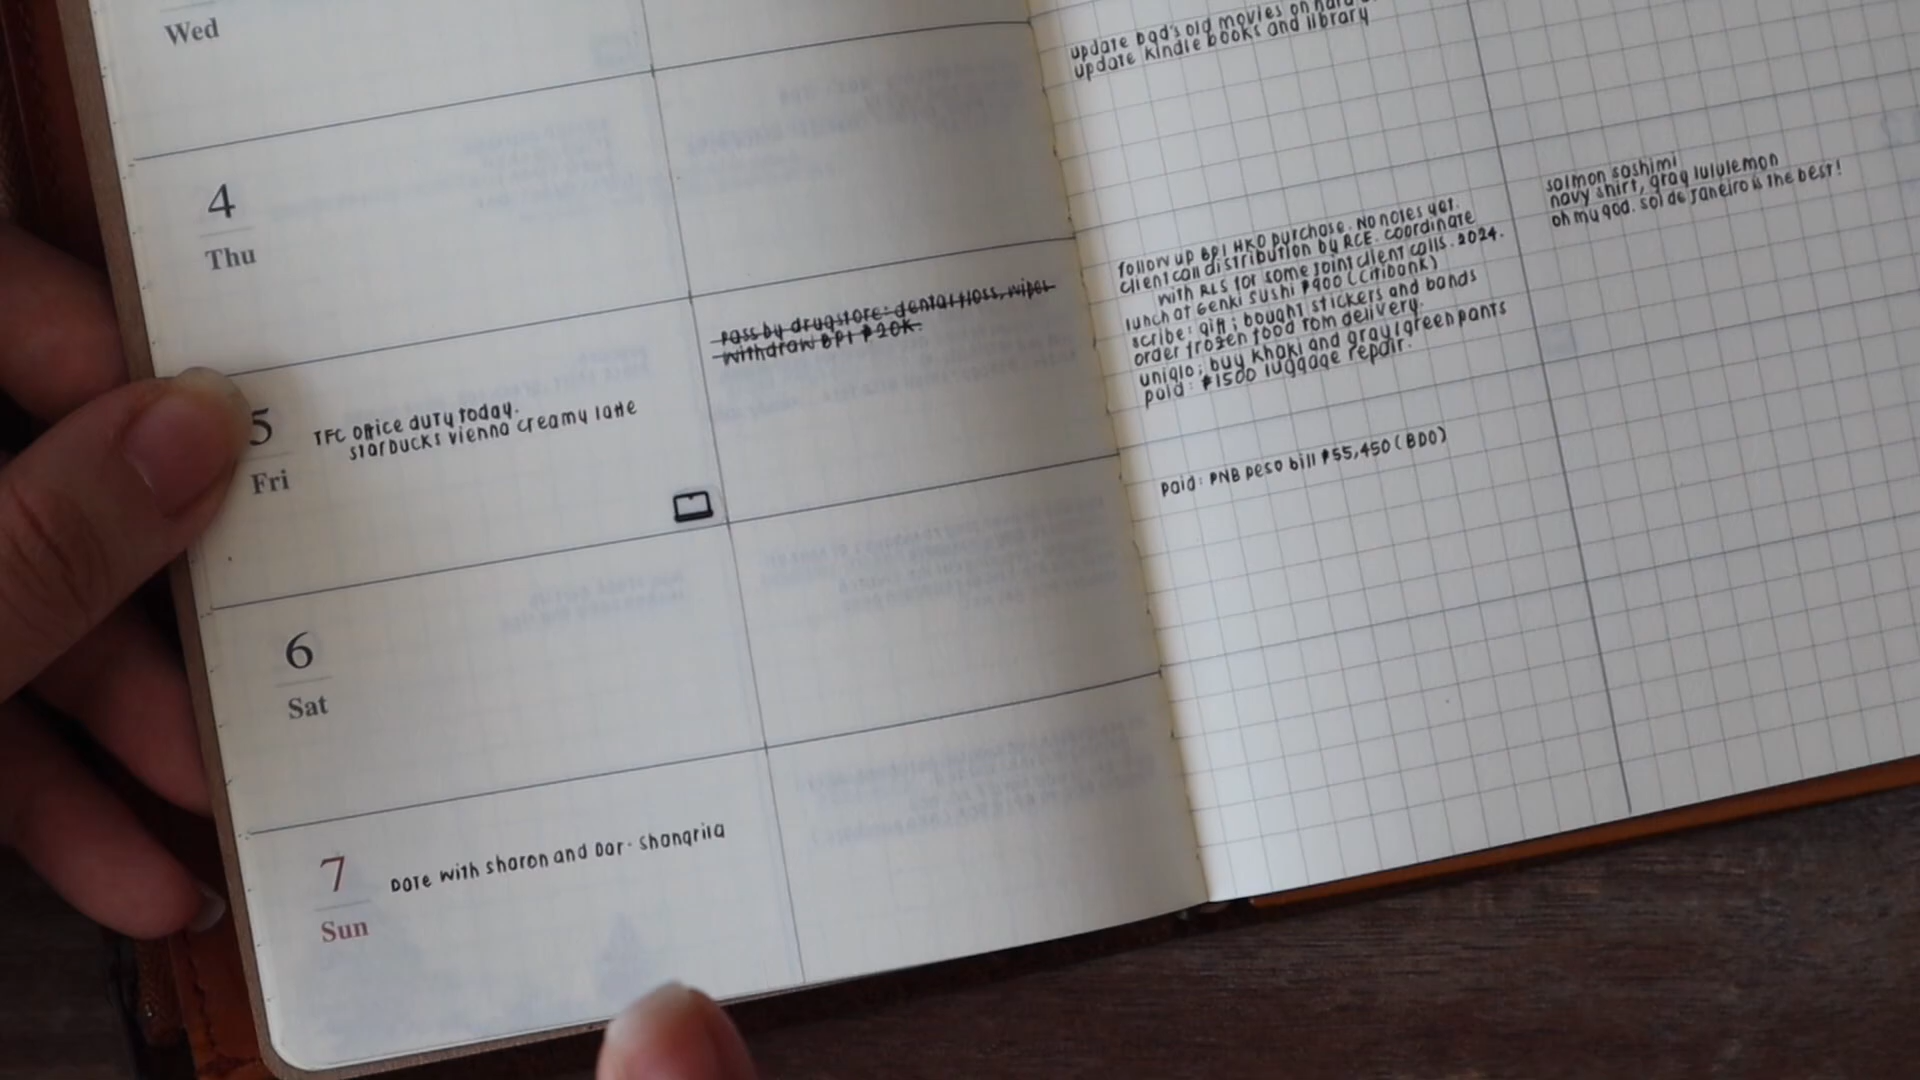 Wed
4
Thu
5
Fri
TFC office duty today.
Starbucks vienna creamy latte
6
Sat
7
Sun
Date with sharon and Dar - shangrila
Pass by drugstore: dental floss, wipes
withdraw BPI ₱20K.
update dad's old movies on hard
update kindle books and library
follow up BPI HKD purchase. No notes yet.
client call distribution by RCE. coordinate
with RLS for some joint client calls. 2024.
lunch at Genki Sushi ₱900 (Citibank)
scribe: gift; bought stickers and bands
order frozen food rom delivery.
uniqlo; buy khaki and gray/green pants
paid: ₱1500 luggage repair.
paid: PNB peso bill ₱55,450 (BDO)
salmon sashimi
navy shirt, gray lululemon
oh my god. sol de janeiro is the best!